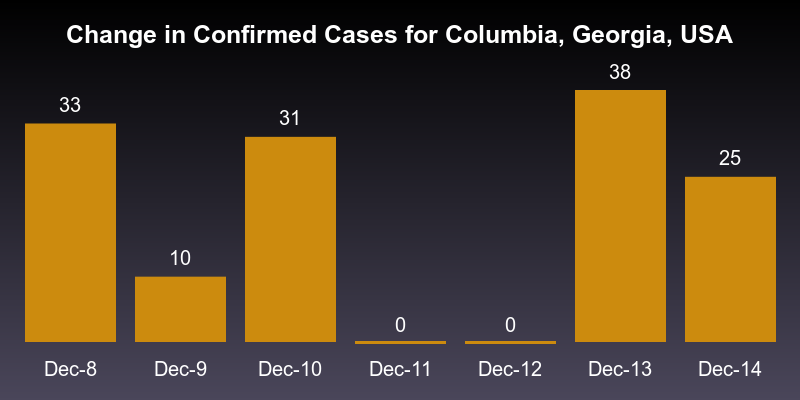 Change in Confirmed Cases for Columbia, Georgia, USA
33
10
31
0
0
38
25
Dec-8
Dec-9
Dec-10
Dec-11
Dec-12
Dec-13
Dec-14